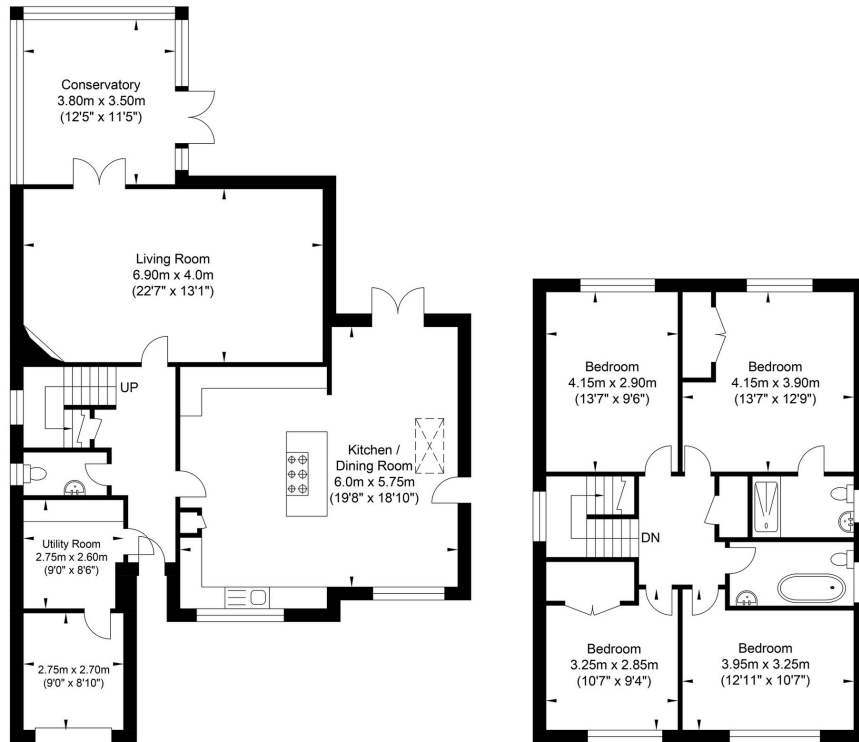 Conservatory
3.80m x 3.50m
(12'5" x 11'5")
Living Room
6.90m x 4.0m
(22'7" x 13'1")
UP
Kitchen /
Dining Room
6.0m x 5.75m
(19'8" x 18'10")
Utility Room
2.75m x 2.60m
(9'0" x 8'6")
2.75m x 2.70m
(9'0" x 8'10")
Bedroom
4.15m x 2.90m
(13'7" x 9'6")
Bedroom
4.15m x 3.90m
(13'7" x 12'9")
DN
Bedroom
3.25m x 2.85m
(10'7" x 9'4")
Bedroom
3.95m x 3.25m
(12'11" x 10'7")